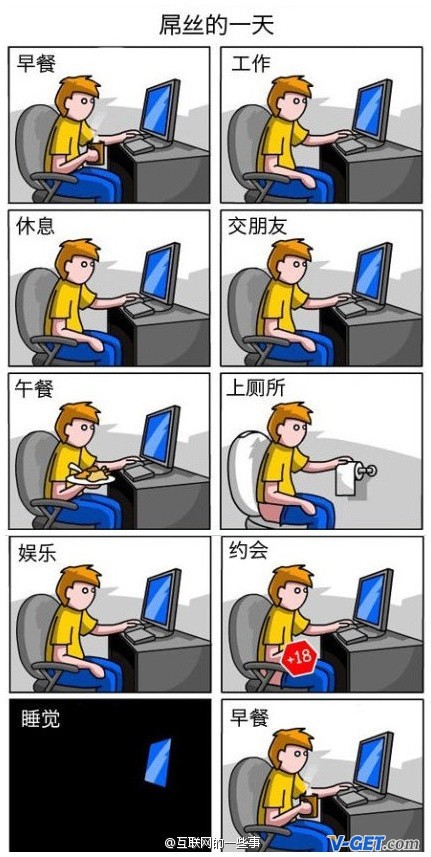 屌丝的一天
早餐
工作
休息
交朋友
午餐
上厕所
娱乐
约会
+18
睡觉
早餐
@互联网的一些事
V-GET.com